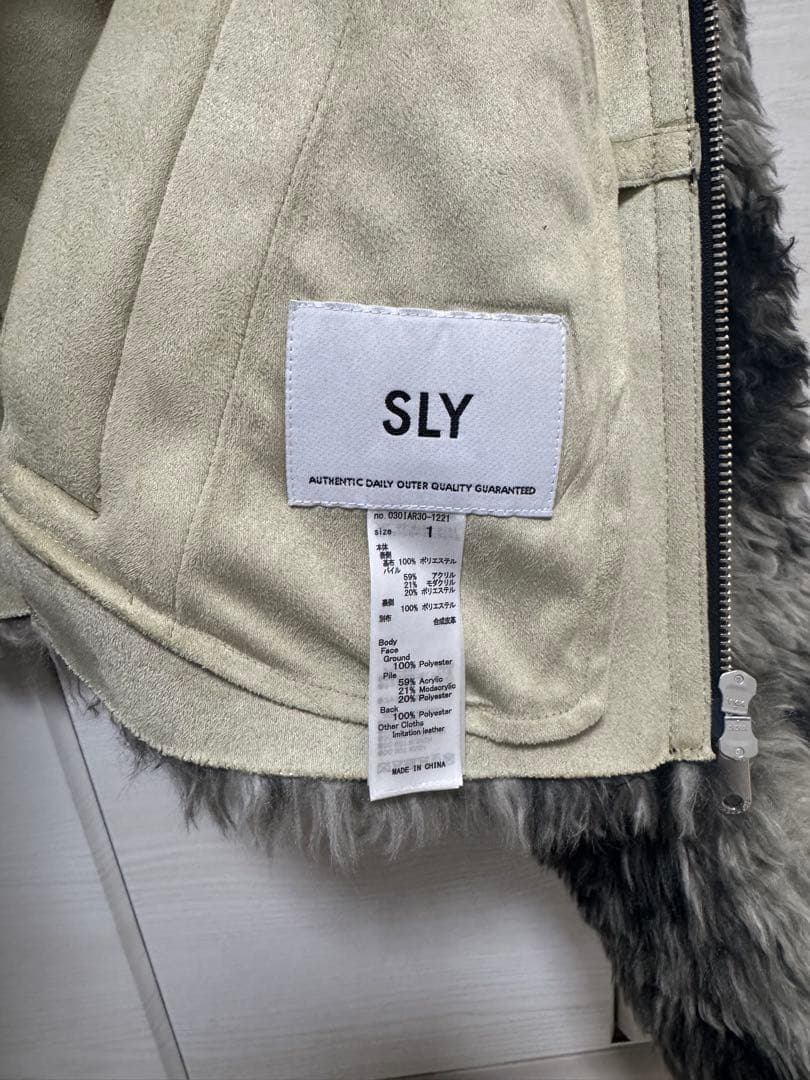 SLY
AUTHENTIC DAILY OUTER QUALITY GUARANTEED
no. 030IAR30-1221
size 1
本体
表側
基布 100% ポリエステル
パイル
59% アクリル
21% モダクリル
20% ポリエステル
裏側
100% ポリエステル
別布 合成皮革
Body
Face
Ground
100% Polyester
Pile
59% Acrylic
21% Modacrylic
20% Polyester
Back
100% Polyester
Other Cloths
Imitation leather
MADE IN CHINA